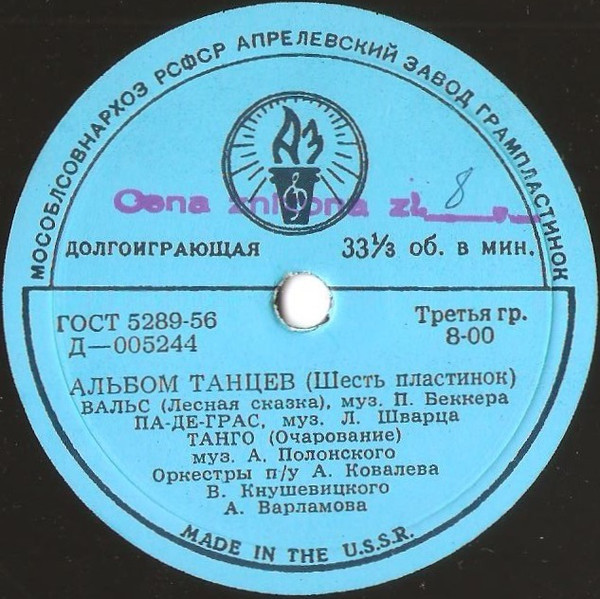 МОСОБЛСОВНАРХОЗ РСФСР АПРЕЛЕВСКИЙ ЗАВОД ГРАМПЛАСТИНОК
АЗ
Cena zniżona zł. 8
ДОЛГОИГРАЮЩАЯ 33⅓ об. в мин.
ГОСТ 5289-56 Третья гр.
Д—005244 8-00
АЛЬБОМ ТАНЦЕВ (Шесть пластинок)
ВАЛЬС (Лесная сказка), муз. П. Беккера
ПА-ДЕ-ГРАС, муз. Л. Шварца
ТАНГО (Очарование)
муз. А. Полонского
Оркестры п/у А. Ковалева
В. Кнушевицкого
А. Варламова
MADE IN THE U.S.S.R.